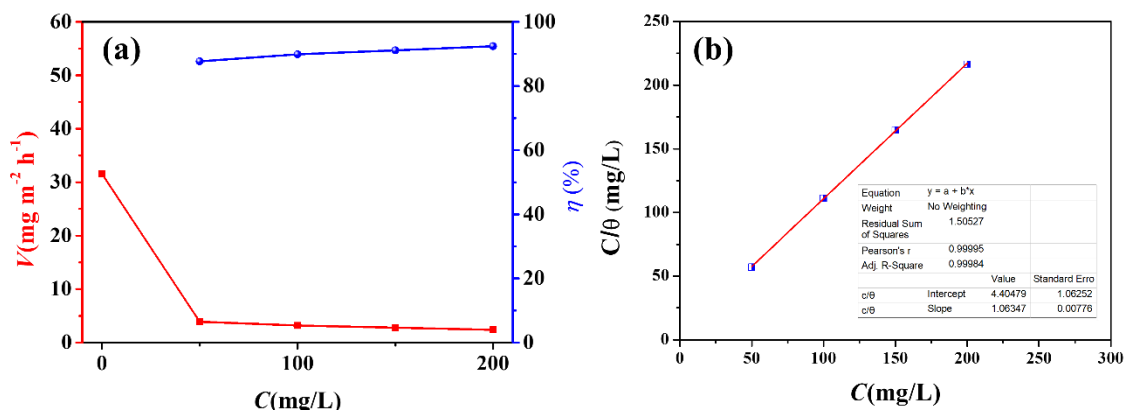 (a)
60
50
40
30
20
10
0
V(mg m⁻² h⁻¹)
0
100
200
C(mg/L)
100
80
60
40
20
0
η (%)
(b)
250
200
150
100
50
0
C/θ (mg/L)
0
50
100
150
200
250
300
C(mg/L)
Equation y = a + b*x
Weight No Weighting
Residual Sum of Squares 1.50527
Pearson's r 0.99995
Adj. R-Square 0.99984
Value Standard Erro
c/θ Intercept 4.40479 1.06252
c/θ Slope 1.06347 0.00776